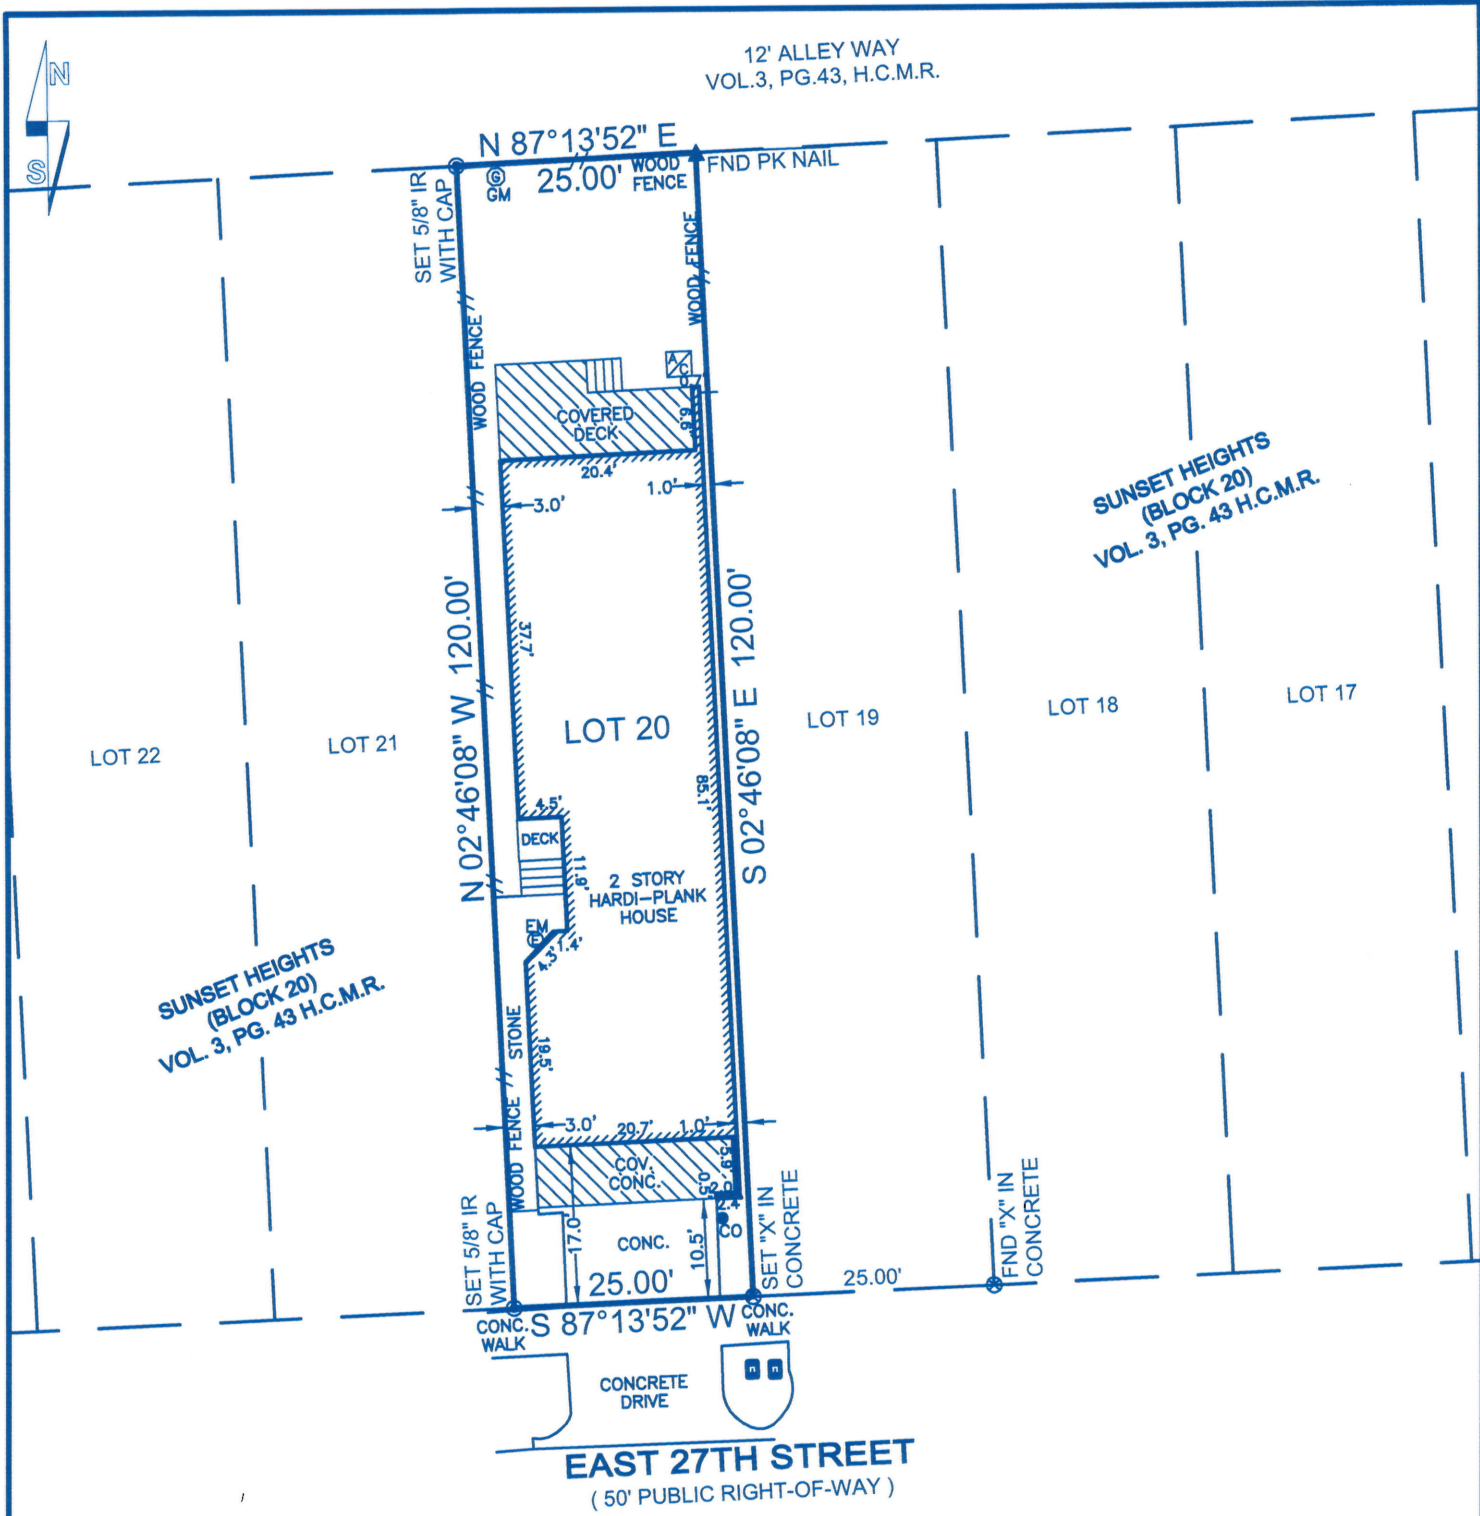 N
S
12' ALLEY WAY
VOL.3, PG.43, H.C.M.R.
N 87°13'52" E
25.00'
WOOD
FENCE
FND PK NAIL
G
GM
SET 5/8" IR
WITH CAP
WOOD FENCE
WOOD FENCE
A/C
COVERED
DECK
6.6'
20.4'
1.0'
3.0'
SUNSET HEIGHTS
(BLOCK 20)
VOL. 3, PG. 43 H.C.M.R.
N 02°46'08" W 120.00'
37.7'
S 02°46'08" E 120.00'
LOT 22
LOT 21
LOT 20
LOT 19
LOT 18
LOT 17
85.1'
4.5'
DECK
11.9'
2 STORY
HARDI-PLANK
HOUSE
EM
E
4.3'
1.4'
SUNSET HEIGHTS
(BLOCK 20)
VOL. 3, PG. 43 H.C.M.R.
STONE
19.5'
WOOD FENCE
3.0'
20.7'
1.0'
COV.
CONC.
5.9'
0.5'
2.4'
CO
17.0'
CONC.
10.5'
SET 5/8" IR
WITH CAP
SET "X" IN
CONCRETE
FND "X" IN
CONCRETE
25.00'
25.00'
S 87°13'52" W
CONC.
WALK
CONC.
WALK
CONCRETE
DRIVE
EAST 27TH STREET
( 50' PUBLIC RIGHT-OF-WAY )